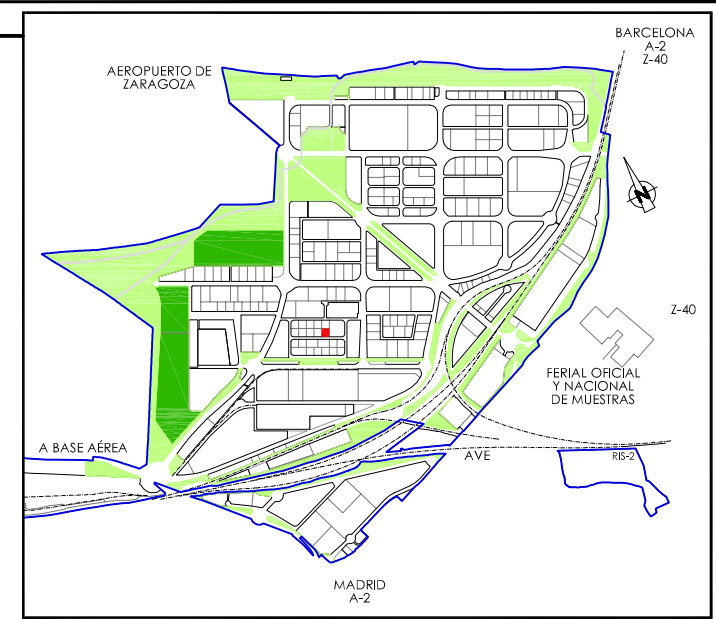 BARCELONA
A-2
Z-40
AEROPUERTO DE
ZARAGOZA
N
Z-40
FERIAL OFICIAL
Y NACIONAL
DE MUESTRAS
A BASE AÉREA
AVE
RIS-2
MADRID
A-2